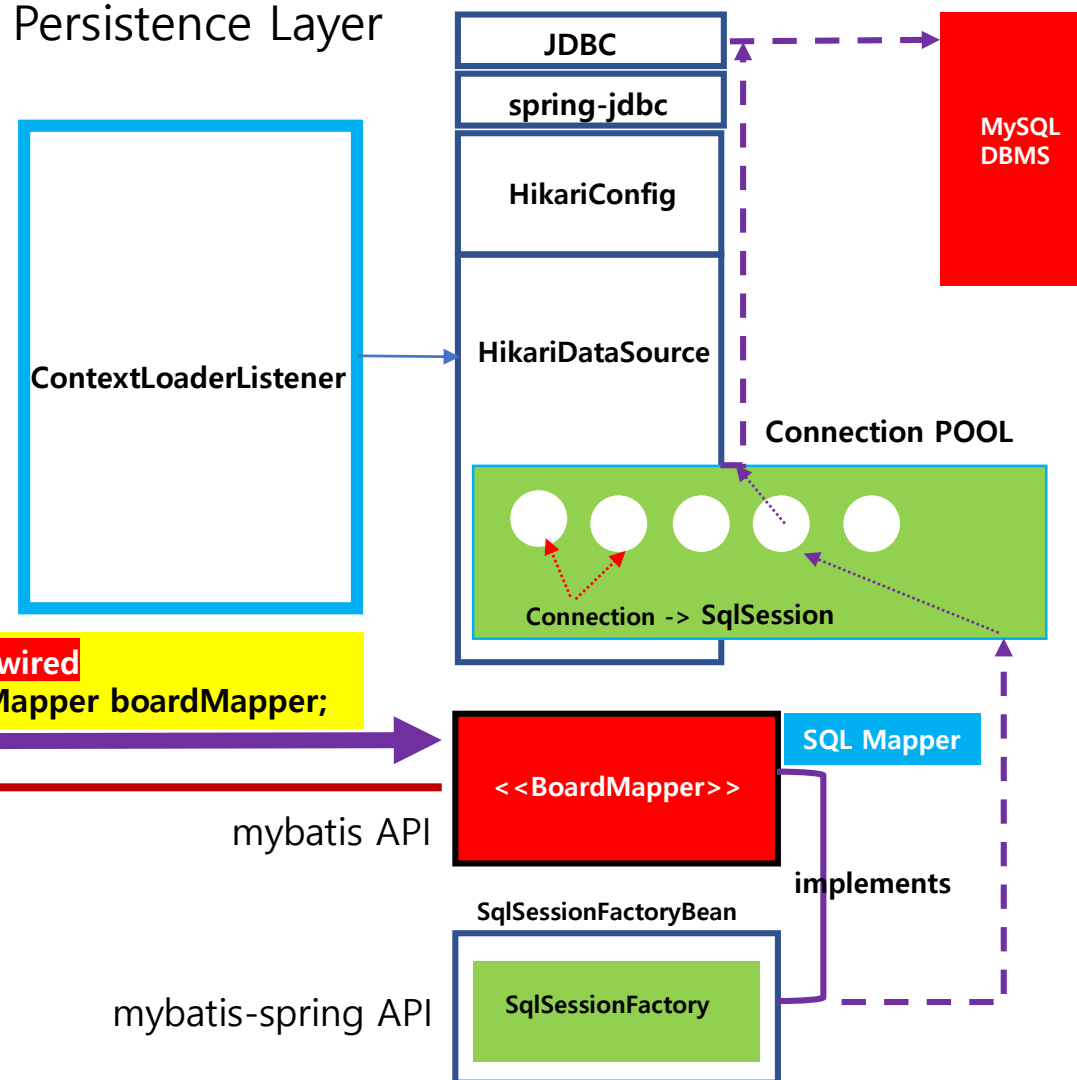 Persistence Layer
JDBC
spring-jdbc
HikariConfig
MySQL
DBMS
HikariDataSource
ContextLoaderListener
Connection POOL
Connection -> SqlSession
wired
Mapper boardMapper;
SQL Mapper
<<BoardMapper>>
mybatis API
implements
SqlSessionFactoryBean
SqlSessionFactory
mybatis-spring API